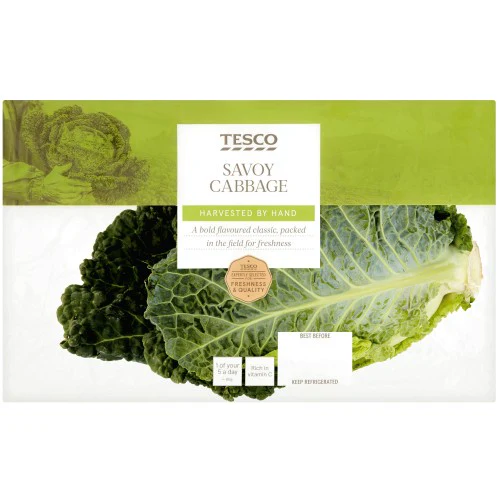 TESCO
SAVOY
CABBAGE
HARVESTED BY HAND
A bold flavoured classic, packed
in the field for freshness
TESCO
FRESHNESS
& QUALITY
BEST BEFORE
1 of your
5 a day
Rich in
vitamin C
KEEP REFRIGERATED